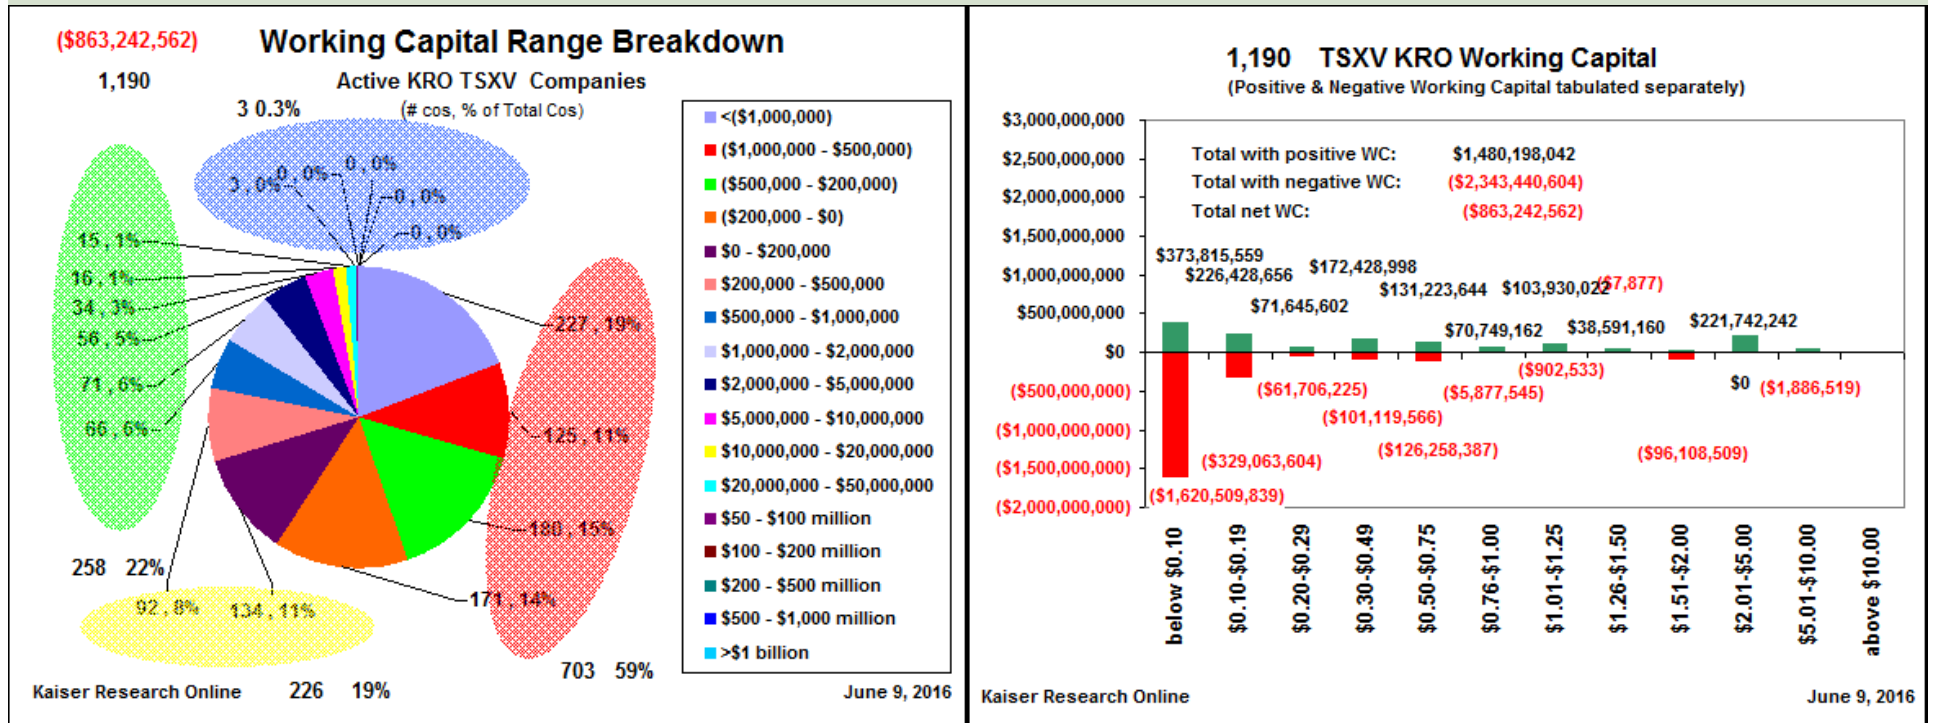 ($863,242,562)
Working Capital Range Breakdown
1,190
Active KRO TSXV Companies
3 0.3%
(# cos, % of Total Cos)
3 , 0%
0 , 0%
0 , 0%
0 , 0%
0 , 0%
15 , 1%
16 , 1%
34 , 3%
56 , 5%
71 , 6%
66 , 6%
227 , 19%
125 , 11%
180 , 15%
171 , 14%
258 22%
92 , 8%
134 , 11%
703 59%
226 19%
<($1,000,000)
($1,000,000 - $500,000)
($500,000 - $200,000)
($200,000 - $0)
$0 - $200,000
$200,000 - $500,000
$500,000 - $1,000,000
$1,000,000 - $2,000,000
$2,000,000 - $5,000,000
$5,000,000 - $10,000,000
$10,000,000 - $20,000,000
$20,000,000 - $50,000,000
$50 - $100 million
$100 - $200 million
$200 - $500 million
$500 - $1,000 million
>$1 billion
Kaiser Research Online
June 9, 2016
1,190 TSXV KRO Working Capital
(Positive & Negative Working Capital tabulated separately)
$3,000,000,000
$2,500,000,000
$2,000,000,000
$1,500,000,000
$1,000,000,000
$500,000,000
$0
($500,000,000)
($1,000,000,000)
($1,500,000,000)
($2,000,000,000)
Total with positive WC: $1,480,198,042
Total with negative WC: ($2,343,440,604)
Total net WC: ($863,242,562)
$373,815,559
$226,428,656
$71,645,602
$172,428,998
$131,223,644
$70,749,162
$103,930,022
($7,877)
$38,591,160
$221,742,242
($1,620,509,839)
($329,063,604)
($61,706,225)
($101,119,566)
($126,258,387)
($5,877,545)
($902,533)
($96,108,509)
$0
($1,886,519)
below $0.10
$0.10-$0.19
$0.20-$0.29
$0.30-$0.49
$0.50-$0.75
$0.76-$1.00
$1.01-$1.25
$1.26-$1.50
$1.51-$2.00
$2.01-$5.00
$5.01-$10.00
above $10.00
Kaiser Research Online
June 9, 2016